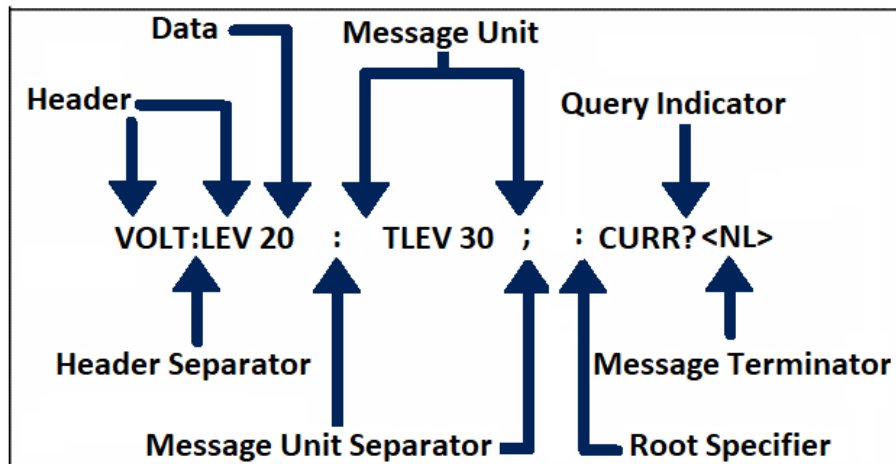 Data
Message Unit
Header
Query Indicator
VOLT:LEV 20 : TLEV 30 ; : CURR? <NL>
Header Separator
Message Terminator
Message Unit Separator
Root Specifier